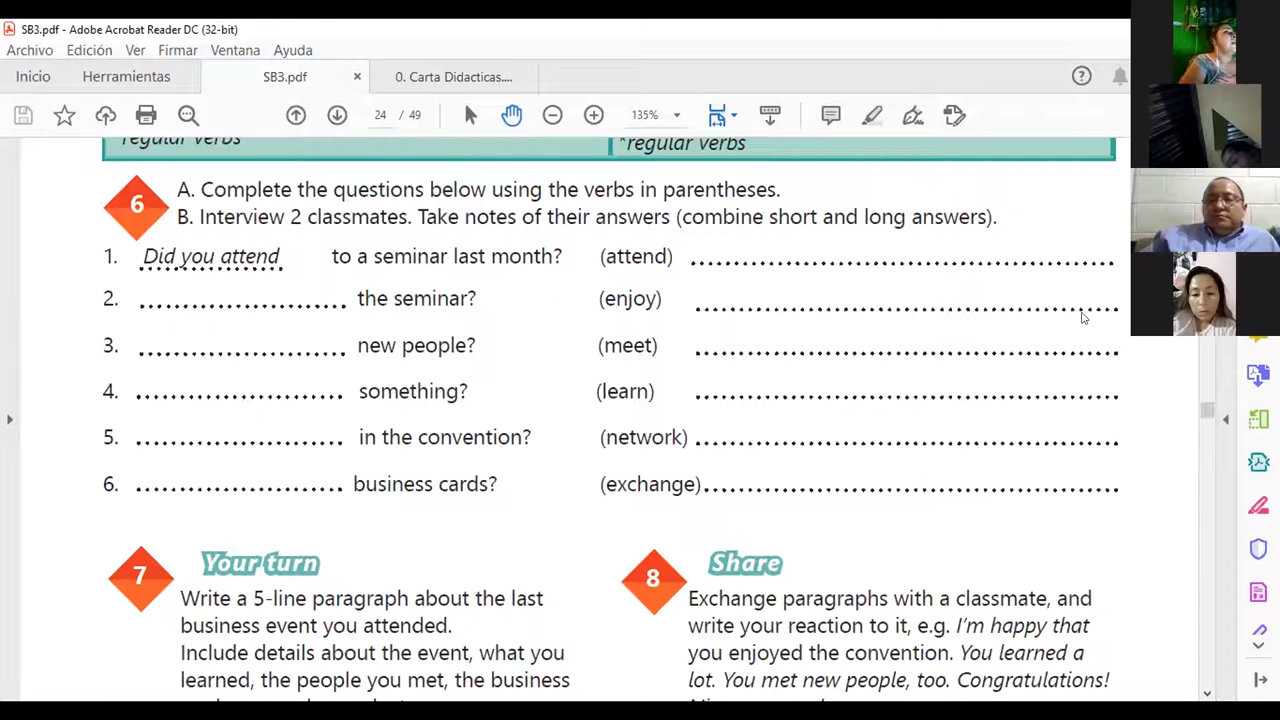 SB3.pdf - Adobe Acrobat Reader DC (32-bit)
Archivo Edición Ver Firmar Ventana Ayuda
Inicio Herramientas SB3.pdf × 0. Carta Didacticas....
24 / 49 135%
regular verbs *regular verbs
6 A. Complete the questions below using the verbs in parentheses.
B. Interview 2 classmates. Take notes of their answers (combine short and long answers).
1. Did you attend to a seminar last month? (attend)
2. the seminar? (enjoy)
3. new people? (meet)
4. something? (learn)
5. in the convention? (network)
6. business cards? (exchange)
7 Your turn
Write a 5-line paragraph about the last
business event you attended.
Include details about the event, what you
learned, the people you met, the business
8 Share
Exchange paragraphs with a classmate, and
write your reaction to it, e.g. I'm happy that
you enjoyed the convention. You learned a
lot. You met new people, too. Congratulations!